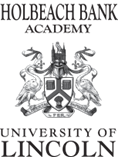 HOLBEACH BANK
ACADEMY
UNIVERSITY OF
LINCOLN